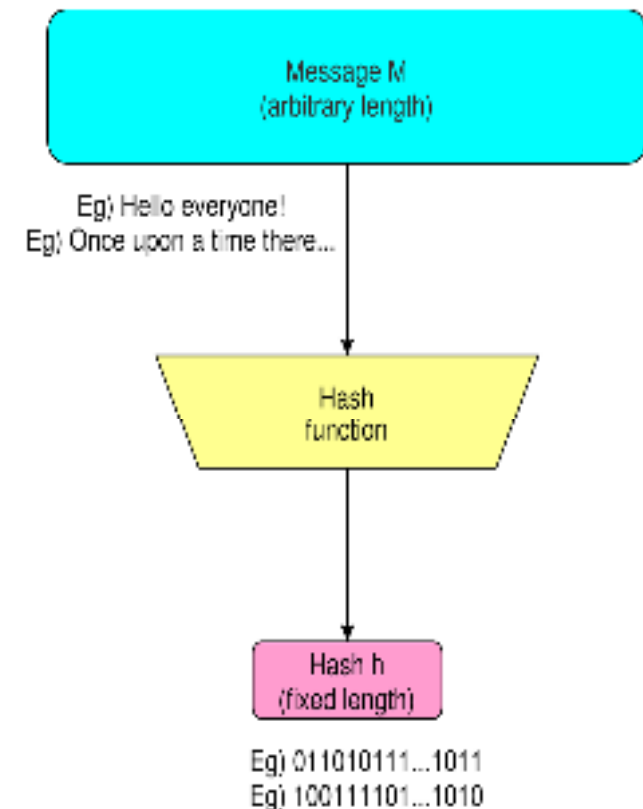 Message M
(arbitrary length)
Eg) Hello everyone!
Eg) Once upon a time there...
Hash
function
Hash h
(fixed length)
Eg) 011010111...1011
Eg) 100111101...1010